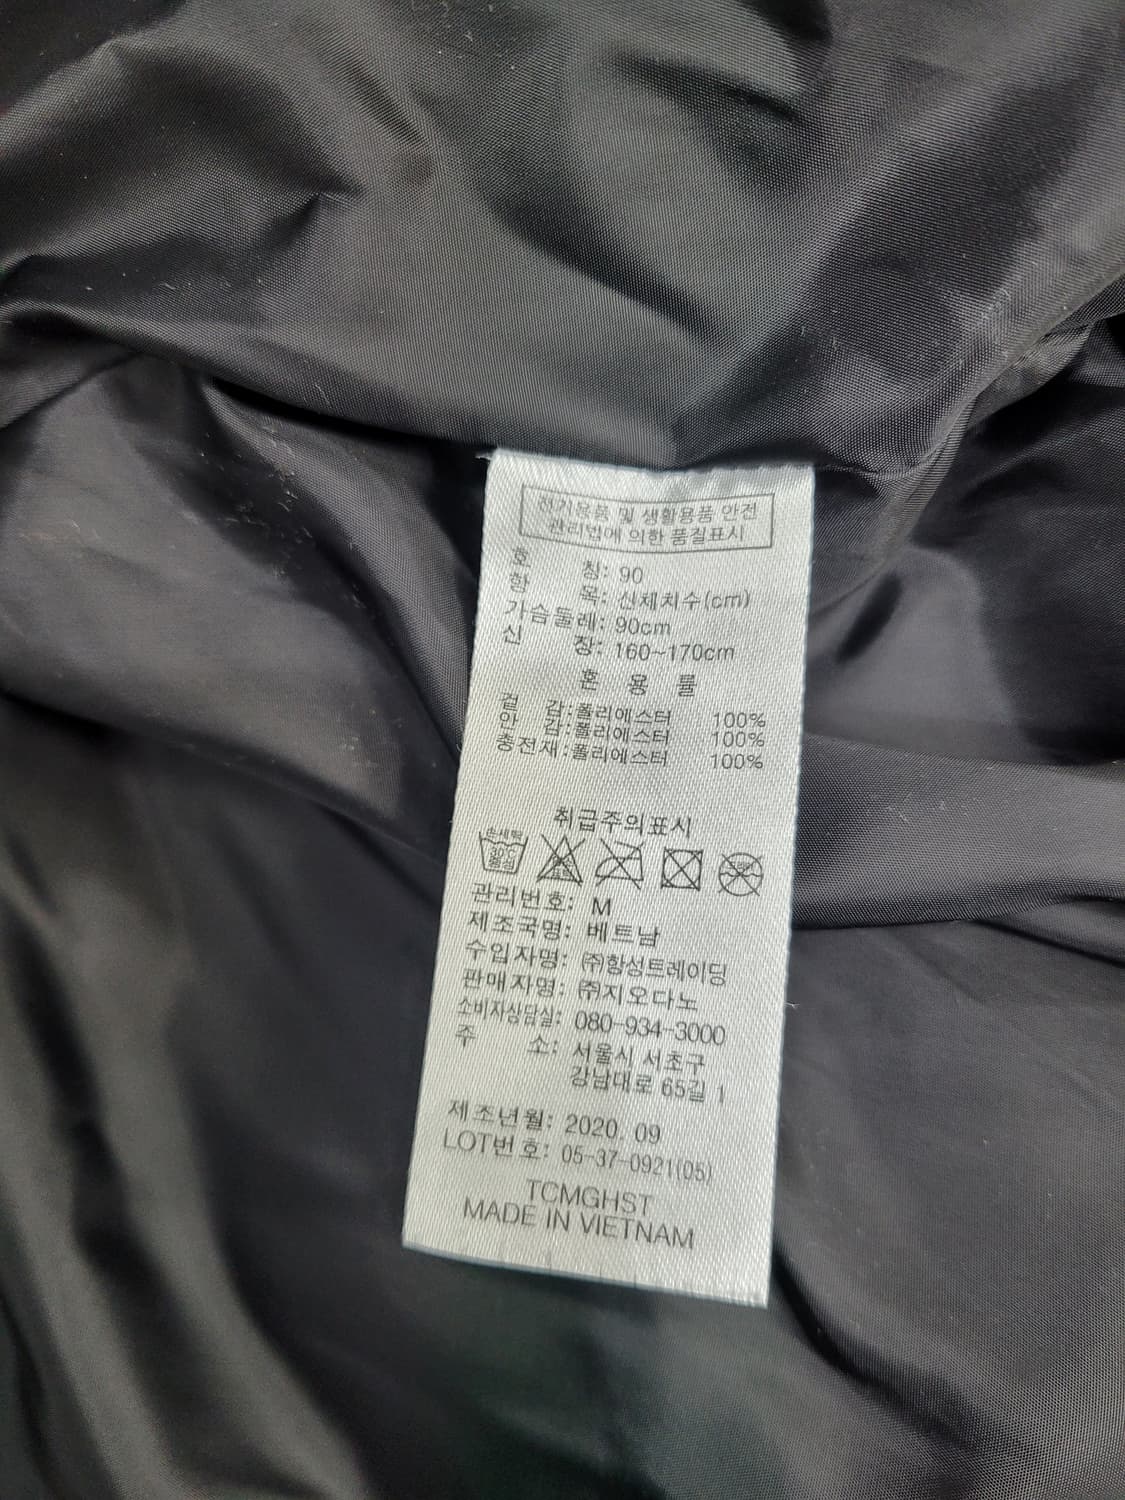 전기용품 및 생활용품 안전
관리법에 의한 품질표시
호 칭: 90
항 목: 신체치수(cm)
가슴둘레: 90cm
신 장: 160~170cm
혼 용 률
겉 감:폴리에스터 100%
안 감:폴리에스터 100%
충전재:폴리에스터 100%
취급주의표시
손세탁
30℃
중성
관리번호: M
제조국명: 베트남
수입자명: ㈜항성트레이딩
판매자명: ㈜지오다노
소비자상담실: 080-934-3000
주 소: 서울시 서초구
강남대로 65길 1
제조년월: 2020. 09
LOT번호: 05-37-0921(05)
TCMGHST
MADE IN VIETNAM